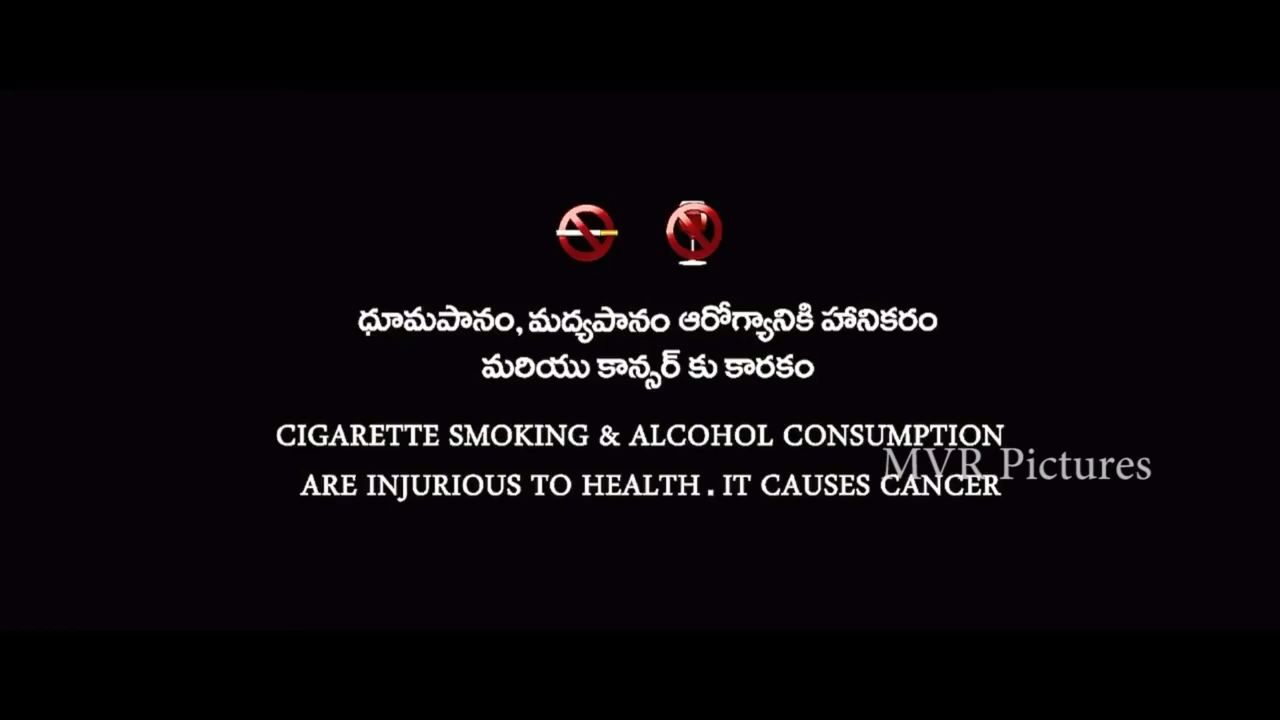 ధూమపానం, మద్యపానం ఆరోగ్యానికి హానికరం
మరియు కాన్సర్ కు కారకం
CIGARETTE SMOKING & ALCOHOL CONSUMPTION
MVR Pictures
ARE INJURIOUS TO HEALTH . IT CAUSES CANCER